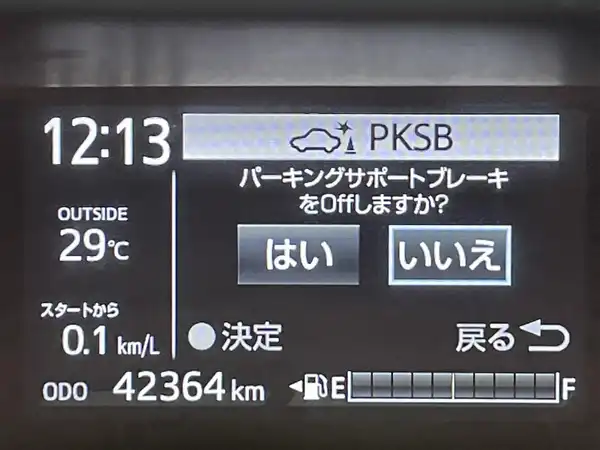 12:13
PKSB
パーキングサポートブレーキ
をOffしますか?
OUTSIDE
29℃
はい いいえ
スタートから
0.1 km/L
決定 戻る
ODO 42364 km E F